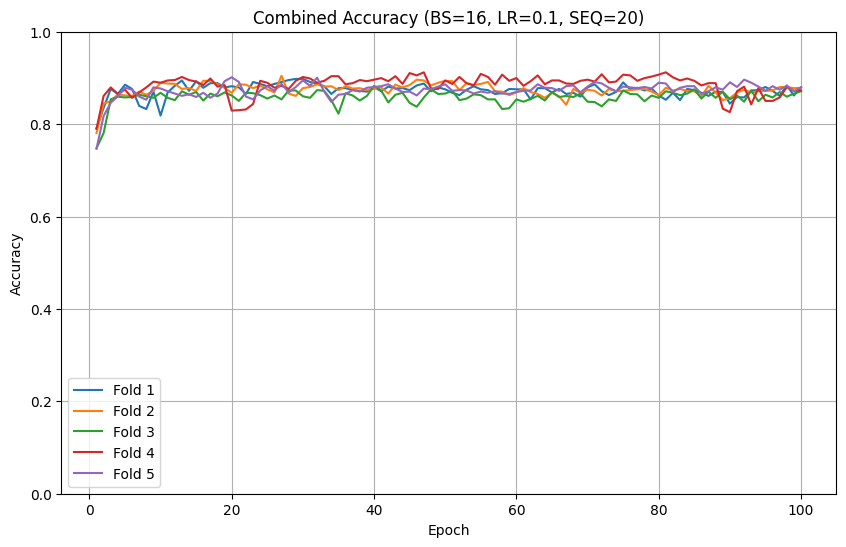 Combined Accuracy (BS=16, LR=0.1, SEQ=20)
1.0
0.8
0.6
0.4
0.2
0.0
Accuracy
Fold 1
Fold 2
Fold 3
Fold 4
Fold 5
0 20 40 60 80 100
Epoch